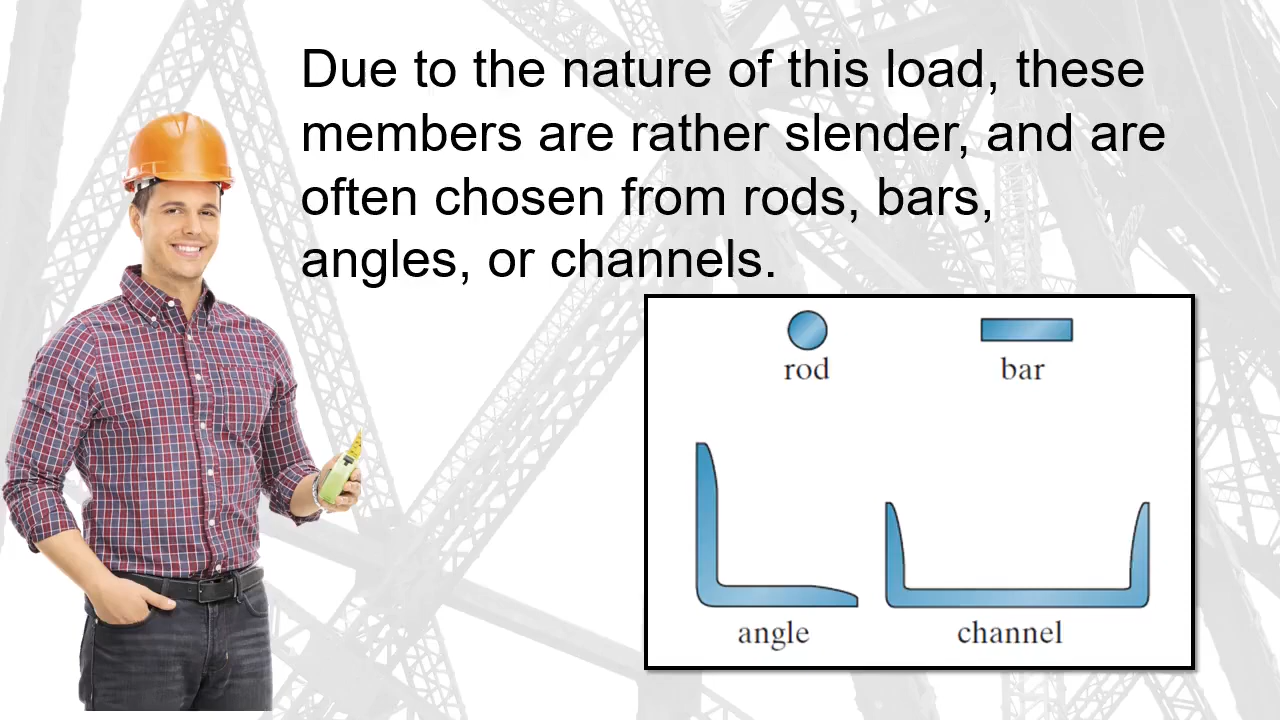 Due to the nature of this load, these
members are rather slender, and are
often chosen from rods, bars,
angles, or channels.
rod
bar
angle
channel